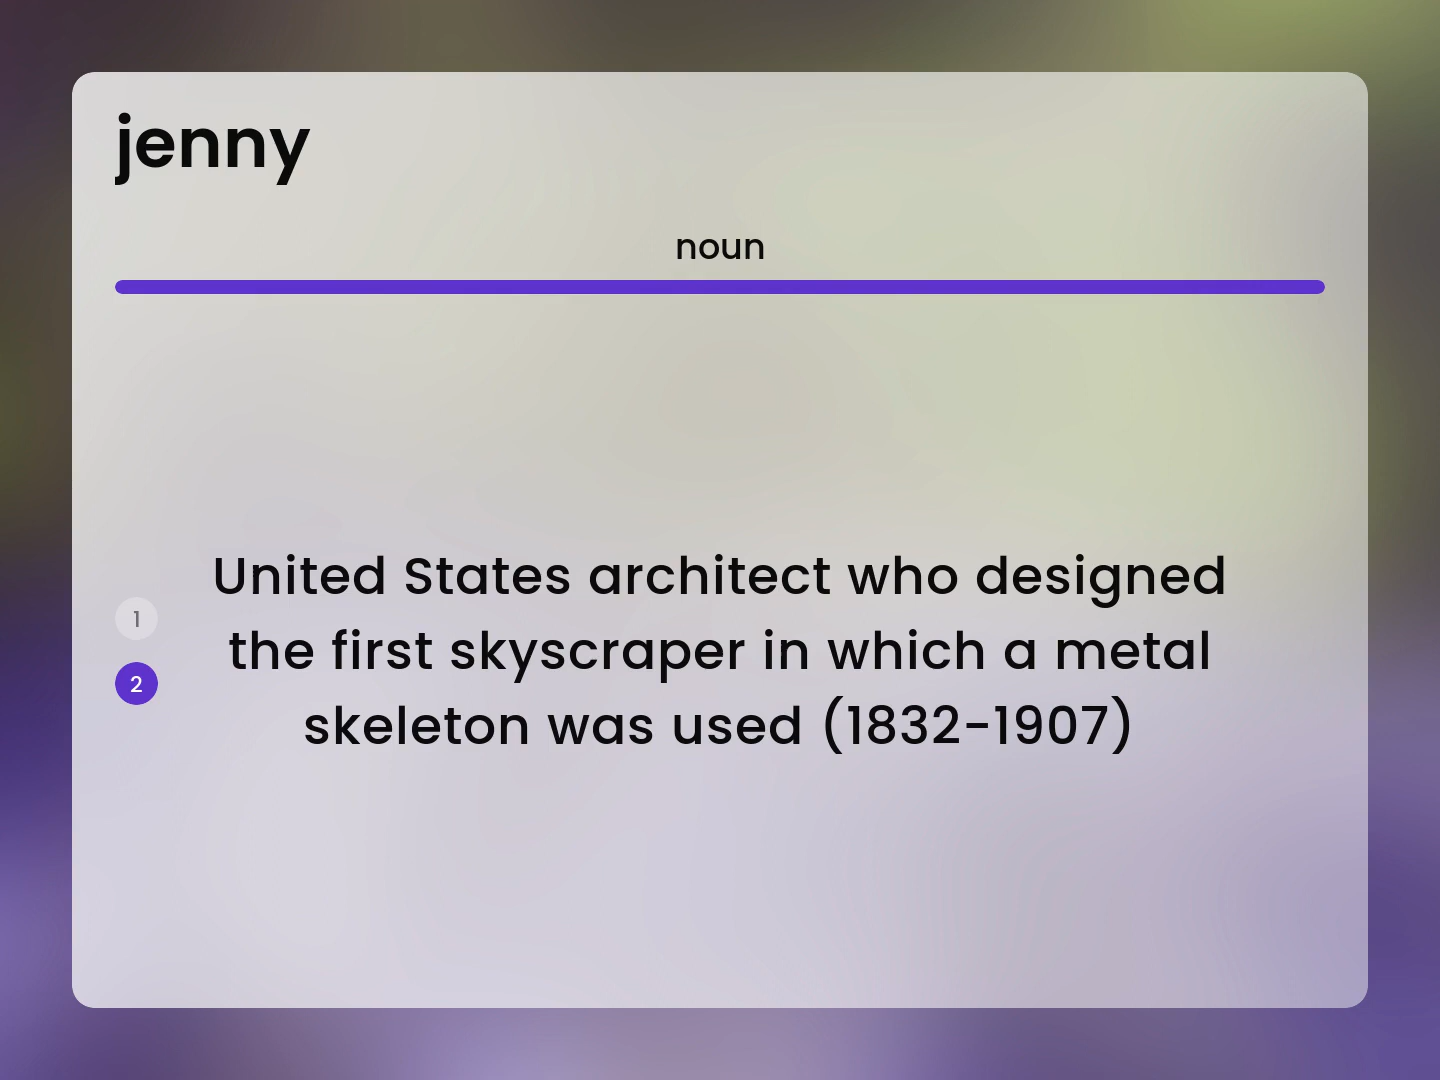 jenny
noun
1
2
United States architect who designed
the first skyscraper in which a metal
skeleton was used (1832-1907)